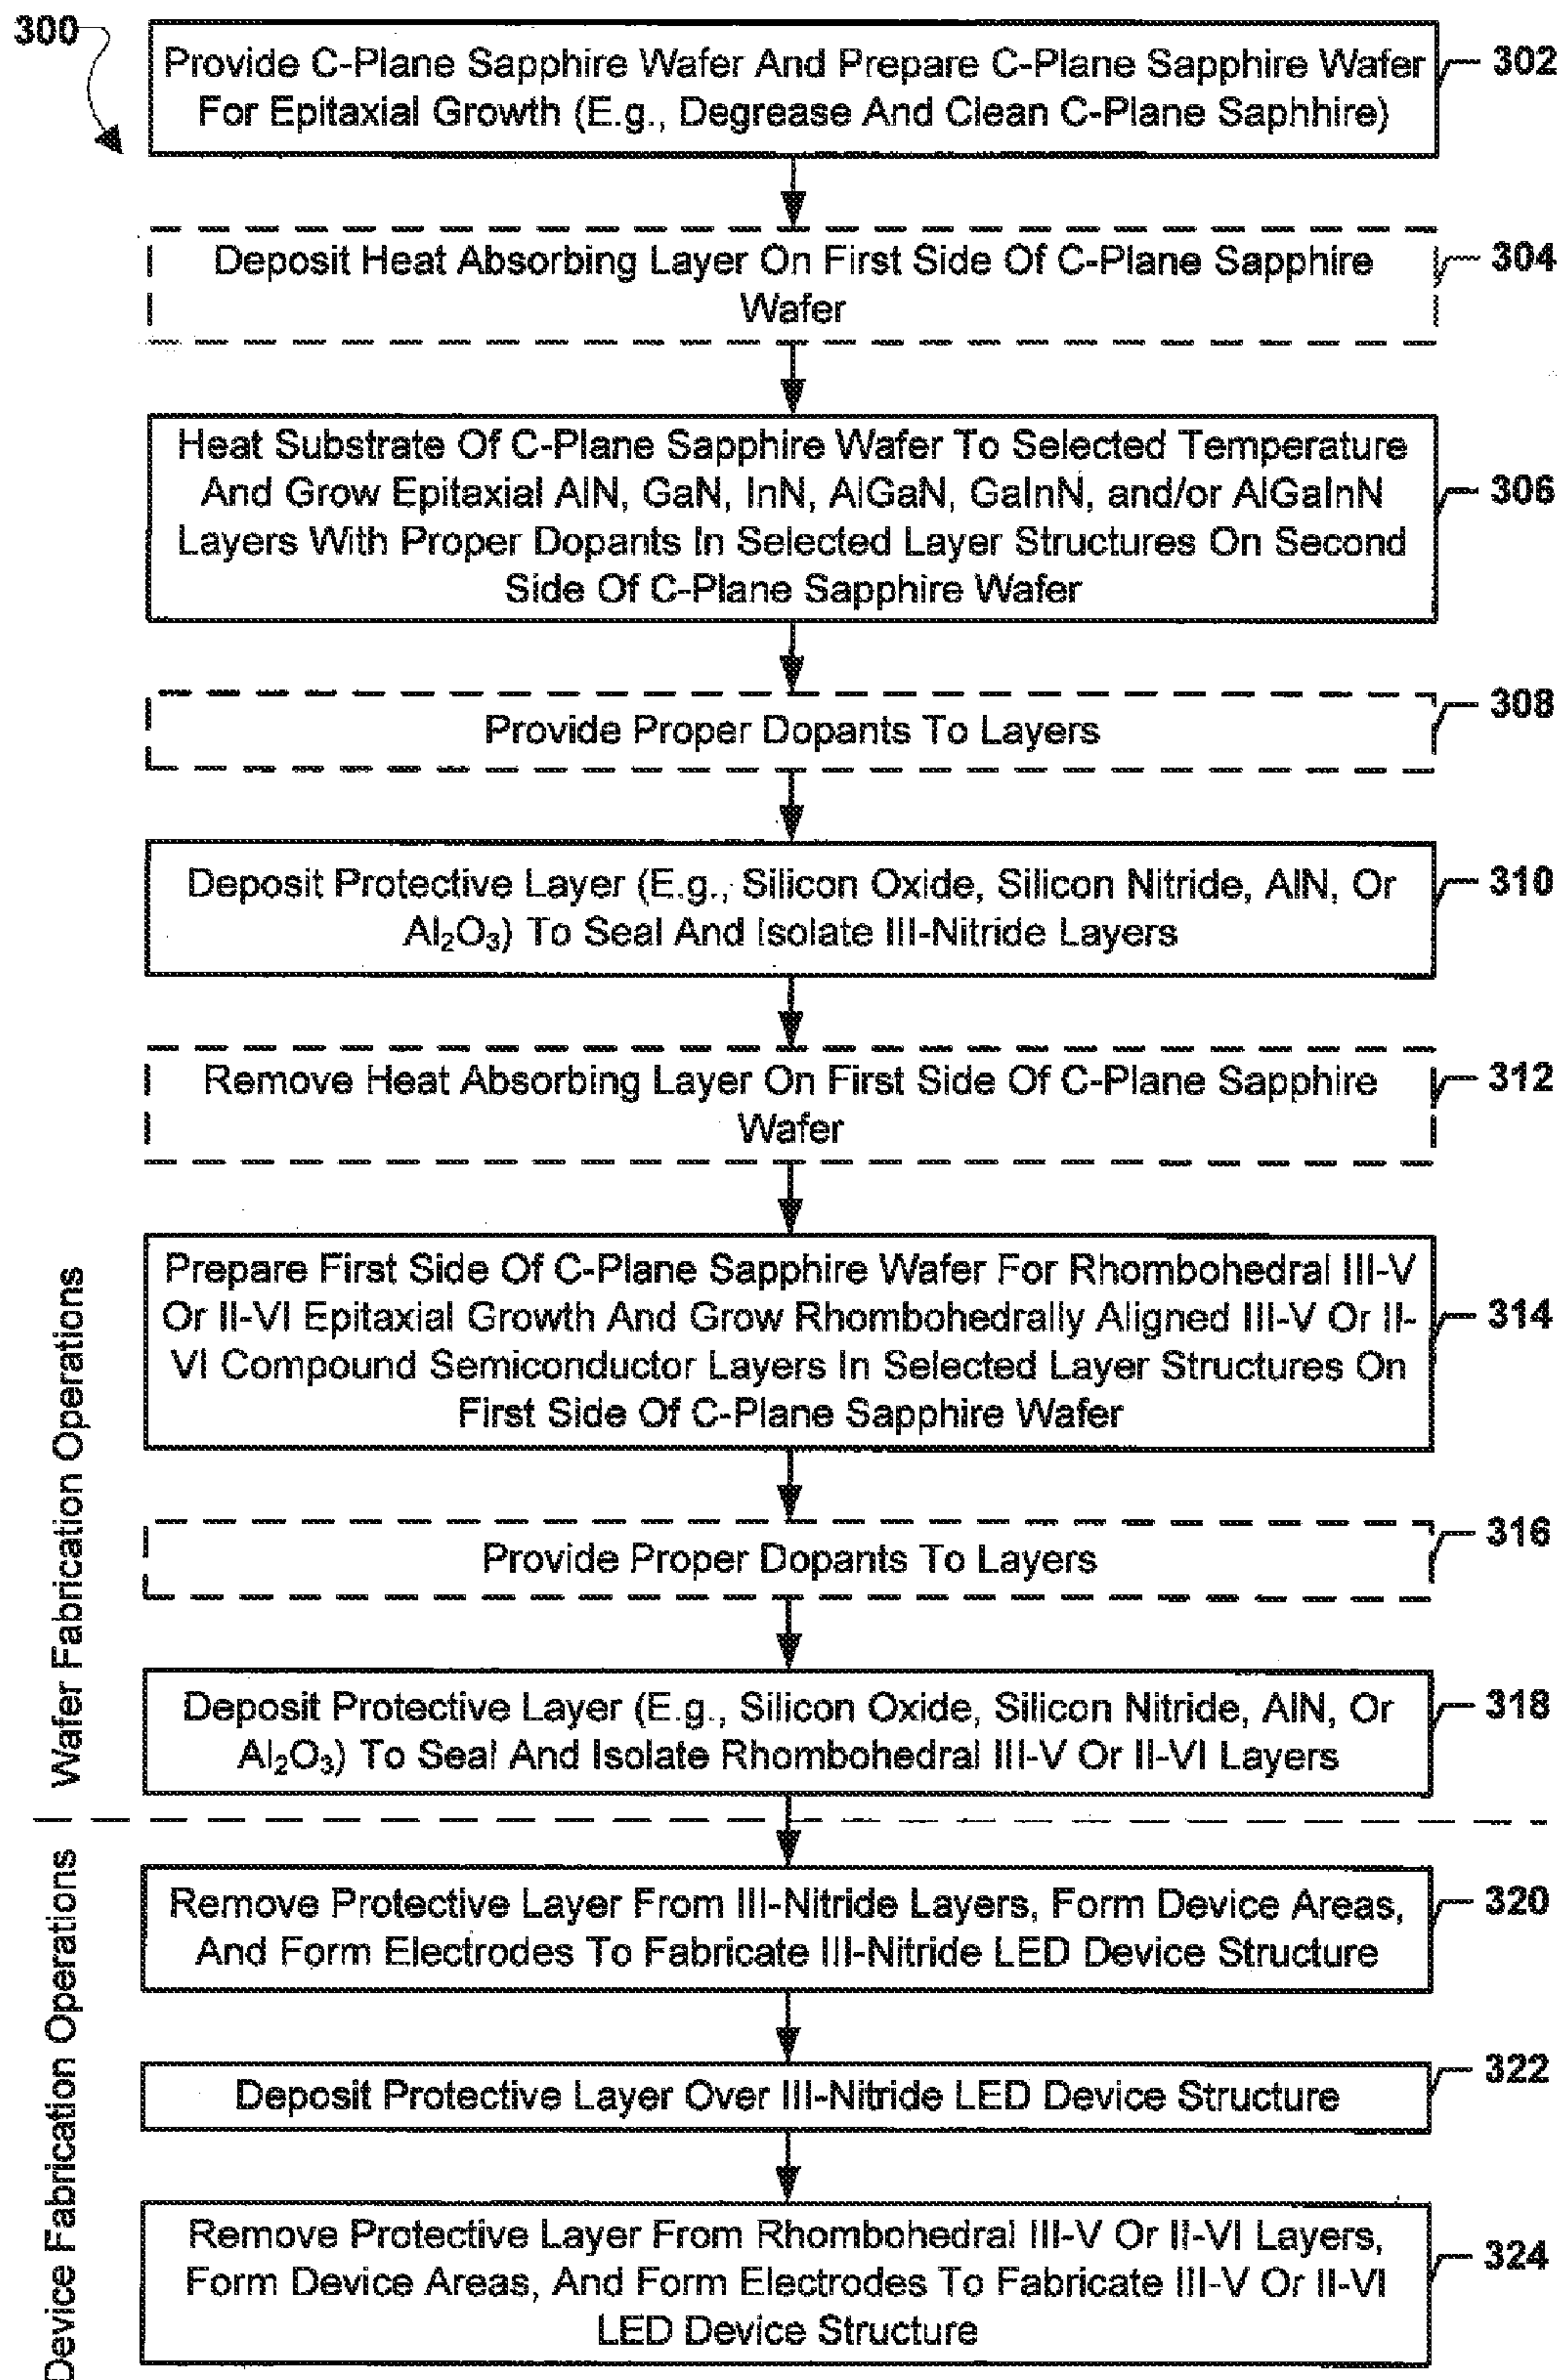 300
Provide C-Plane Sapphire Wafer And Prepare C-Plane Sapphire Wafer
For Epitaxial Growth (E.g., Degrease And Clean C-Plane Saphhire)
302
Deposit Heat Absorbing Layer On First Side Of C-Plane Sapphire
Wafer
304
Heat Substrate Of C-Plane Sapphire Wafer To Selected Temperature
And Grow Epitaxial AlN, GaN, InN, AlGaN, GaInN, and/or AlGaInN
Layers With Proper Dopants In Selected Layer Structures On Second
Side Of C-Plane Sapphire Wafer
306
Provide Proper Dopants To Layers
308
Deposit Protective Layer (E.g., Silicon Oxide, Silicon Nitride, AlN, Or
Al₂O₃) To Seal And Isolate III-Nitride Layers
310
Remove Heat Absorbing Layer On First Side Of C-Plane Sapphire
Wafer
312
Prepare First Side Of C-Plane Sapphire Wafer For Rhombohedral III-V
Or II-VI Epitaxial Growth And Grow Rhombohedrally Aligned III-V Or II-
VI Compound Semiconductor Layers In Selected Layer Structures On
First Side Of C-Plane Sapphire Wafer
314
Provide Proper Dopants To Layers
316
Deposit Protective Layer (E.g., Silicon Oxide, Silicon Nitride, AlN, Or
Al₂O₃) To Seal And Isolate Rhombohedral III-V Or II-VI Layers
318
Wafer Fabrication Operations
Remove Protective Layer From III-Nitride Layers, Form Device Areas,
And Form Electrodes To Fabricate III-Nitride LED Device Structure
320
Deposit Protective Layer Over III-Nitride LED Device Structure
322
Remove Protective Layer From Rhombohedral III-V Or II-VI Layers,
Form Device Areas, And Form Electrodes To Fabricate III-V Or II-VI
LED Device Structure
324
Device Fabrication Operations